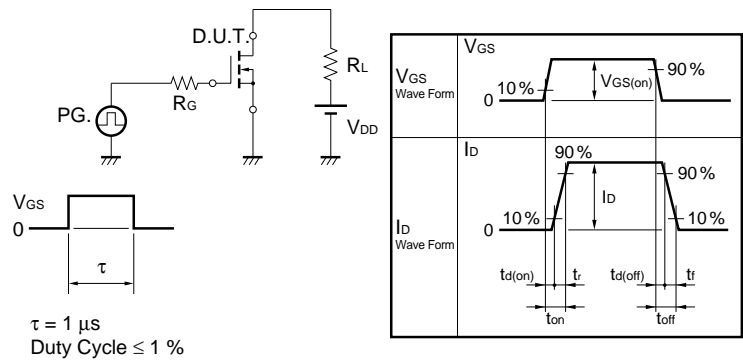 D.U.T.
RL
RG
PG.
VDD
VGS
0
τ
τ = 1 μs
Duty Cycle ≤ 1 %
VGS
Wave Form
VGS
10 %
90 %
VGS(on)
0
ID
Wave Form
ID
90 %
90 %
ID
10 %
10 %
0
td(on)
tr
td(off)
tf
ton
toff